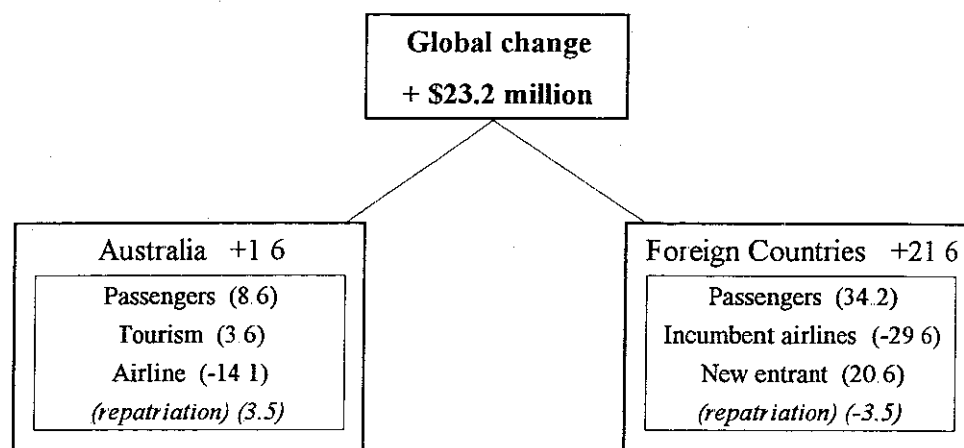 Global change
+ $23.2 million
Australia +1 6
Passengers (8.6)
Tourism (3.6)
Airline (-14 1)
(repatriation) (3.5)
Foreign Countries +21 6
Passengers (34.2)
Incumbent airlines (-29 6)
New entrant (20.6)
(repatriation) (-3.5)